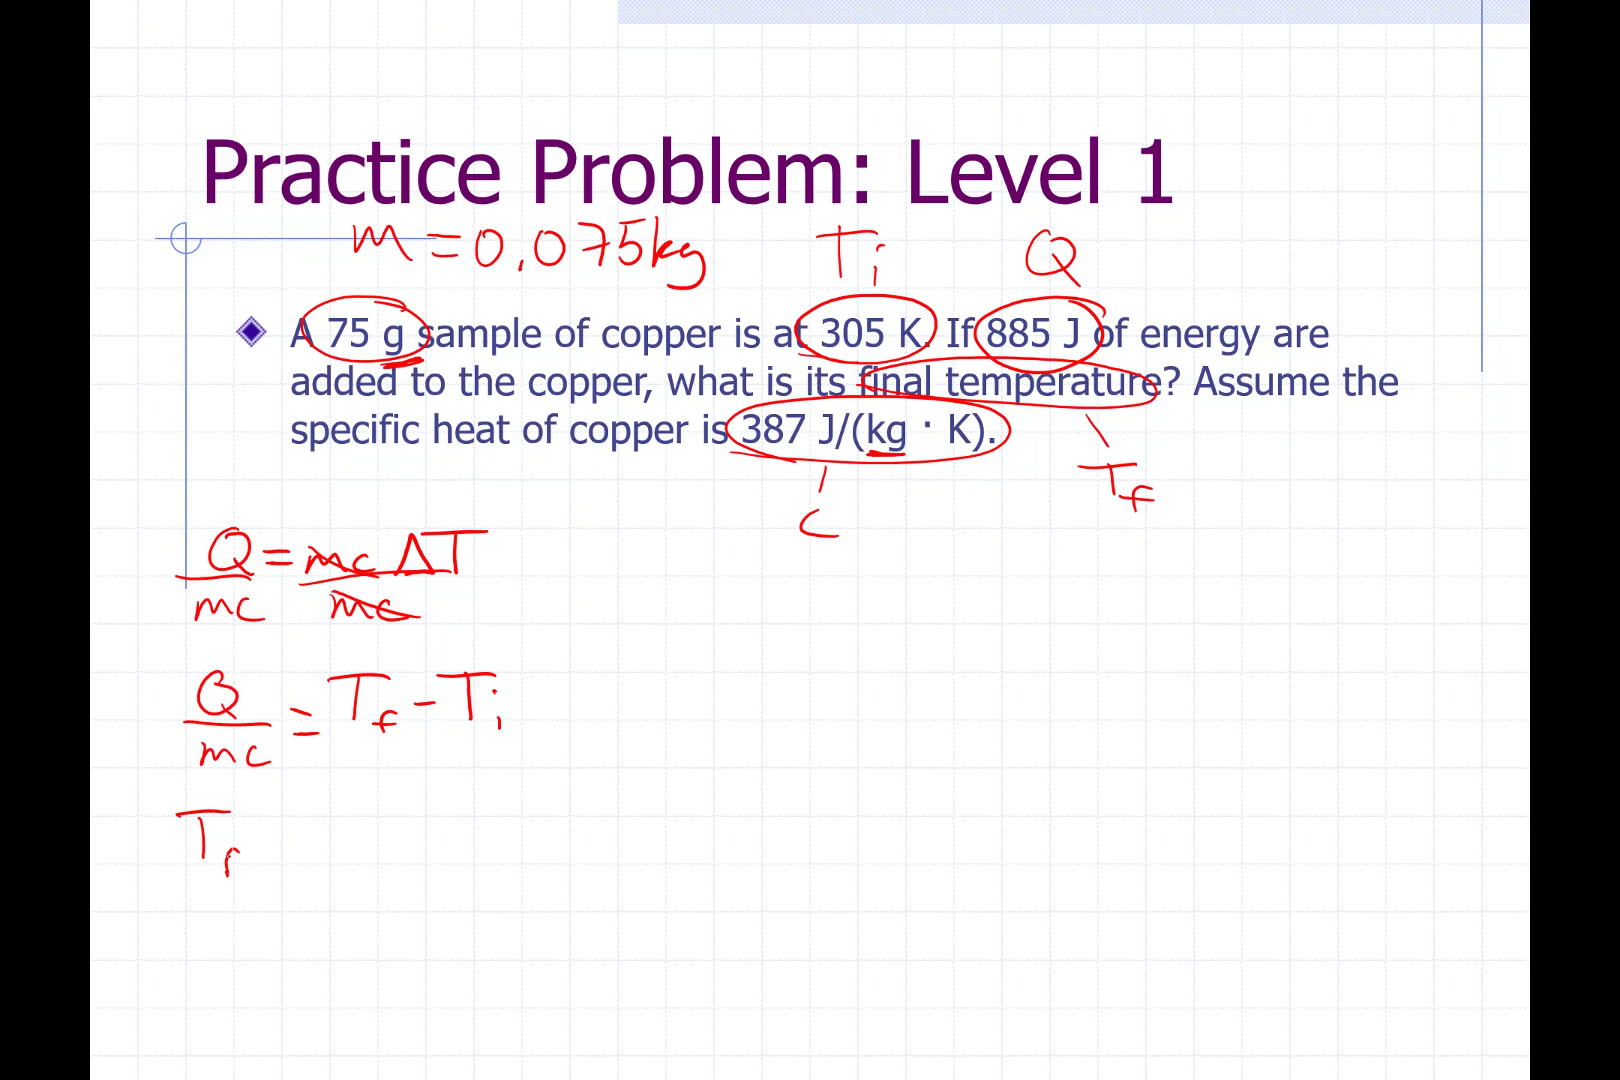 Practice Problem: Level 1
m = 0.075kg Ti Q
A 75 g sample of copper is at 305 K. If 885 J of energy are
added to the copper, what is its final temperature? Assume the
specific heat of copper is 387 J/(kg · K).
Tf
c
Q = mc ΔT
mc mc
Q = Tf - Ti
mc
T